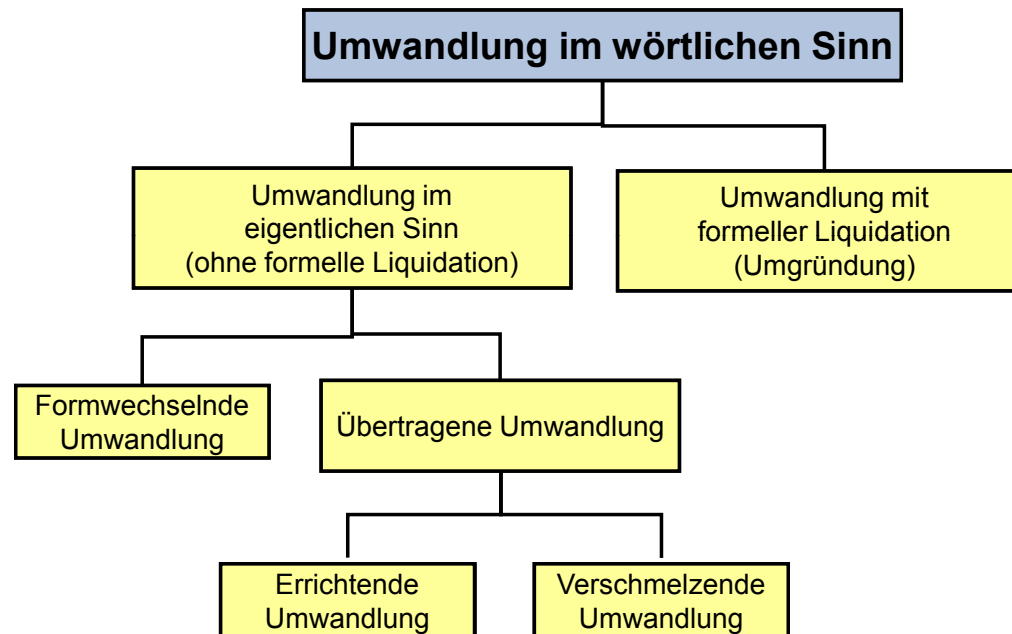 Umwandlung im wörtlichen Sinn
Umwandlung im
eigentlichen Sinn
(ohne formelle Liquidation)
Umwandlung mit
formeller Liquidation
(Umgründung)
Formwechselnde
Umwandlung
Übertragene Umwandlung
Errichtende
Umwandlung
Verschmelzende
Umwandlung